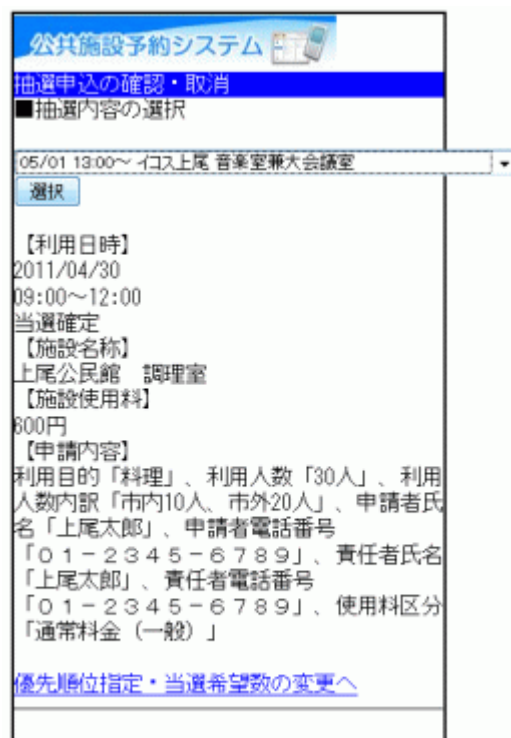 公共施設予約システム
抽選申込の確認・取消
■抽選内容の選択
05/01 13:00～ イコス上尾 音楽室兼大会議室
選択
【利用日時】
2011/04/30
09:00～12:00
当選確定
【施設名称】
上尾公民館　調理室
【施設使用料】
600円
【申請内容】
利用目的「料理」、利用人数「30人」、利用
人数内訳「市内10人、市外20人」、申請者氏
名「上尾太郎」、申請者電話番号
「０１－２３４５－６７８９」、責任者氏名
「上尾太郎」、責任者電話番号
「０１－２３４５－６７８９」、使用料区分
「通常料金（一般）」
優先順位指定・当選希望数の変更へ